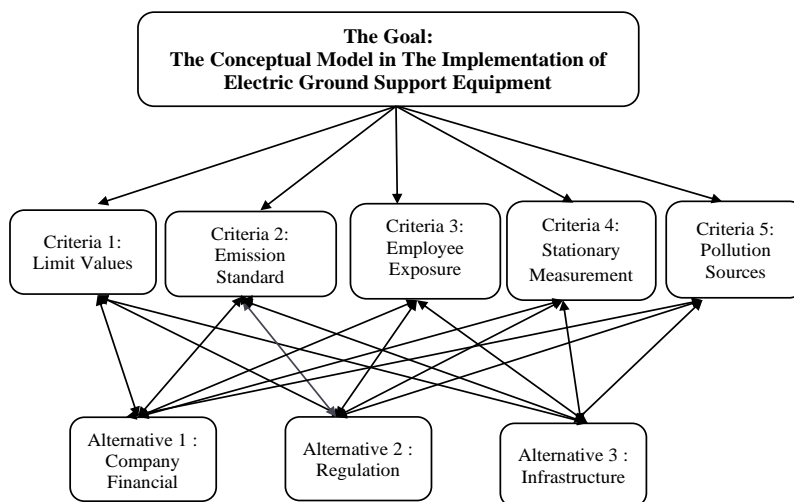 The Goal:
The Conceptual Model in The Implementation of
Electric Ground Support Equipment
Criteria 1:
Limit Values
Criteria 2:
Emission
Standard
Criteria 3:
Employee
Exposure
Criteria 4:
Stationary
Measurement
Criteria 5:
Pollution
Sources
Alternative 1 :
Company
Financial
Alternative 2 :
Regulation
Alternative 3 :
Infrastructure